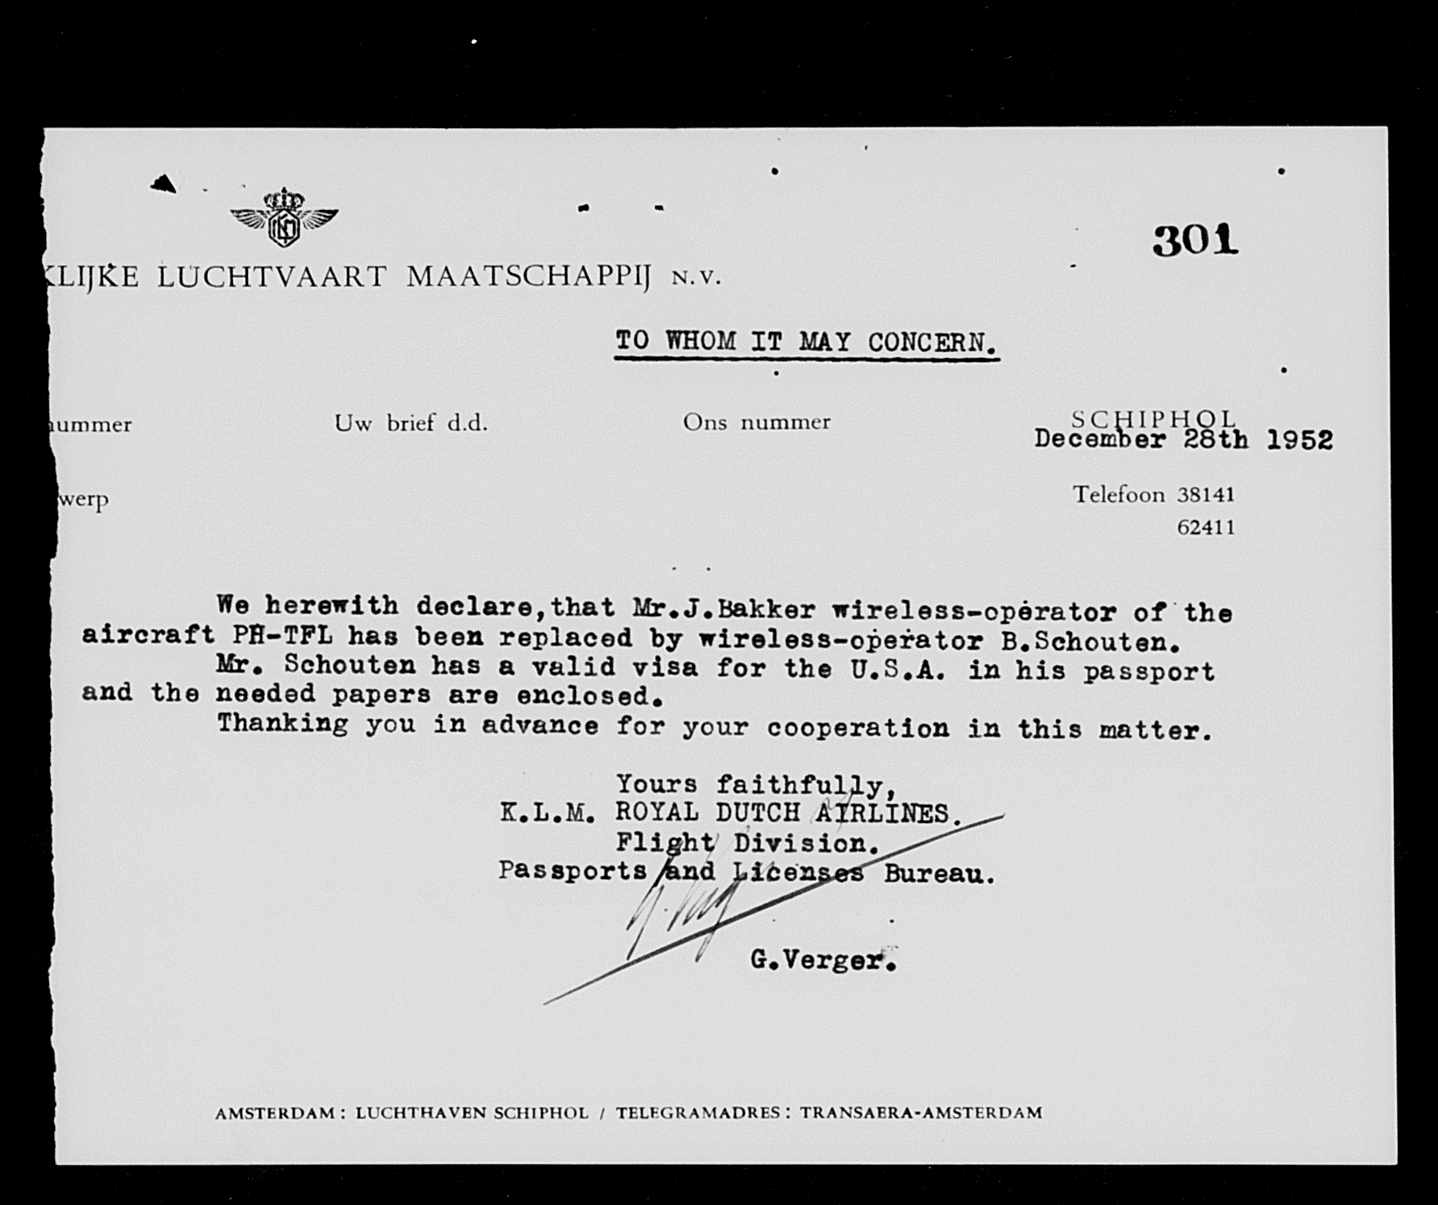 301
KLIJKE LUCHTVAART MAATSCHAPPIJ N.V.
TO WHOM IT MAY CONCERN.
nummer Uw brief d.d. Ons nummer SCHIPHOL
December 28th 1952
werp Telefoon 38141
62411
We herewith declare,that Mr.J.Bakker wireless-operator of the
aircraft PH-TFL has been replaced by wireless-operator B.Schouten.
Mr. Schouten has a valid visa for the U.S.A. in his passport
and the needed papers are enclosed.
Thanking you in advance for your cooperation in this matter.
Yours faithfully,
K.L.M. ROYAL DUTCH AIRLINES.
Flight Division.
Passports and Licenses Bureau.
G.Verger.
AMSTERDAM: LUCHTHAVEN SCHIPHOL / TELEGRAMADRES: TRANSAERA-AMSTERDAM